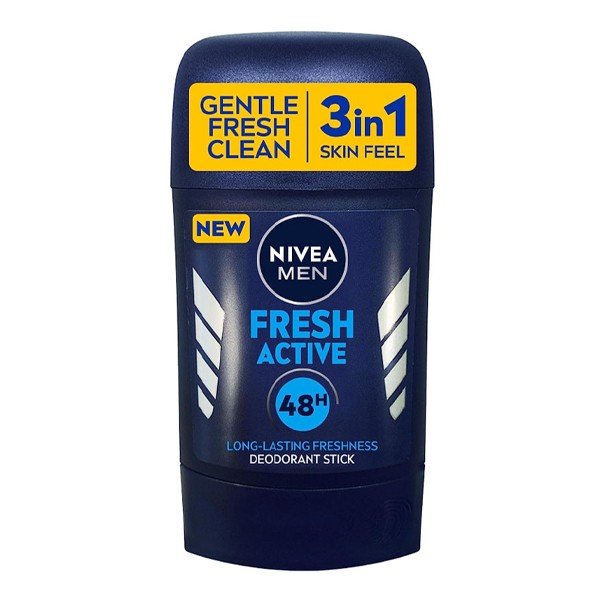 GENTLE
FRESH
CLEAN
3in1
SKIN FEEL
NEW
NIVEA
MEN
FRESH
ACTIVE
48H
LONG-LASTING FRESHNESS
DEODORANT STICK